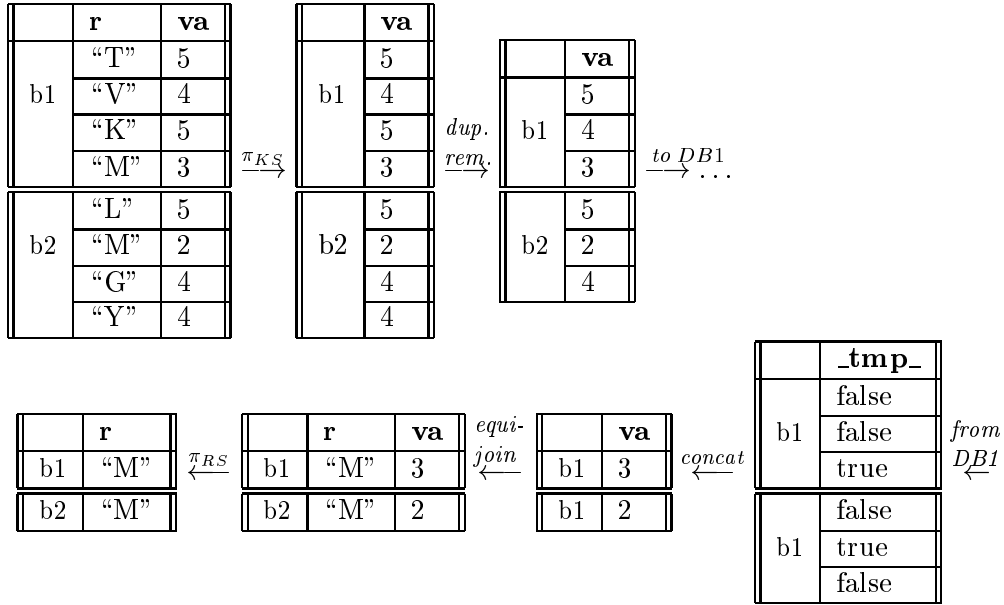 r va
b1 “T” 5
“V” 4
“K” 5
“M” 3
b2 “L” 5
“M” 2
“G” 4
“Y” 4
π_KS
⟶
va
b1 5
4
5
3
b2 5
2
4
4
dup.
rem.
⟶
va
b1 5
4
3
b2 5
2
4
to DB1
⟶ ...
_tmp_
b1 false
false
true
b1 false
true
false
from
DB1
⟵
concat
⟵
va
b1 3
b1 2
equi-
join
⟵
r va
b1 “M” 3
b2 “M” 2
π_RS
⟵
r
b1 “M”
b2 “M”